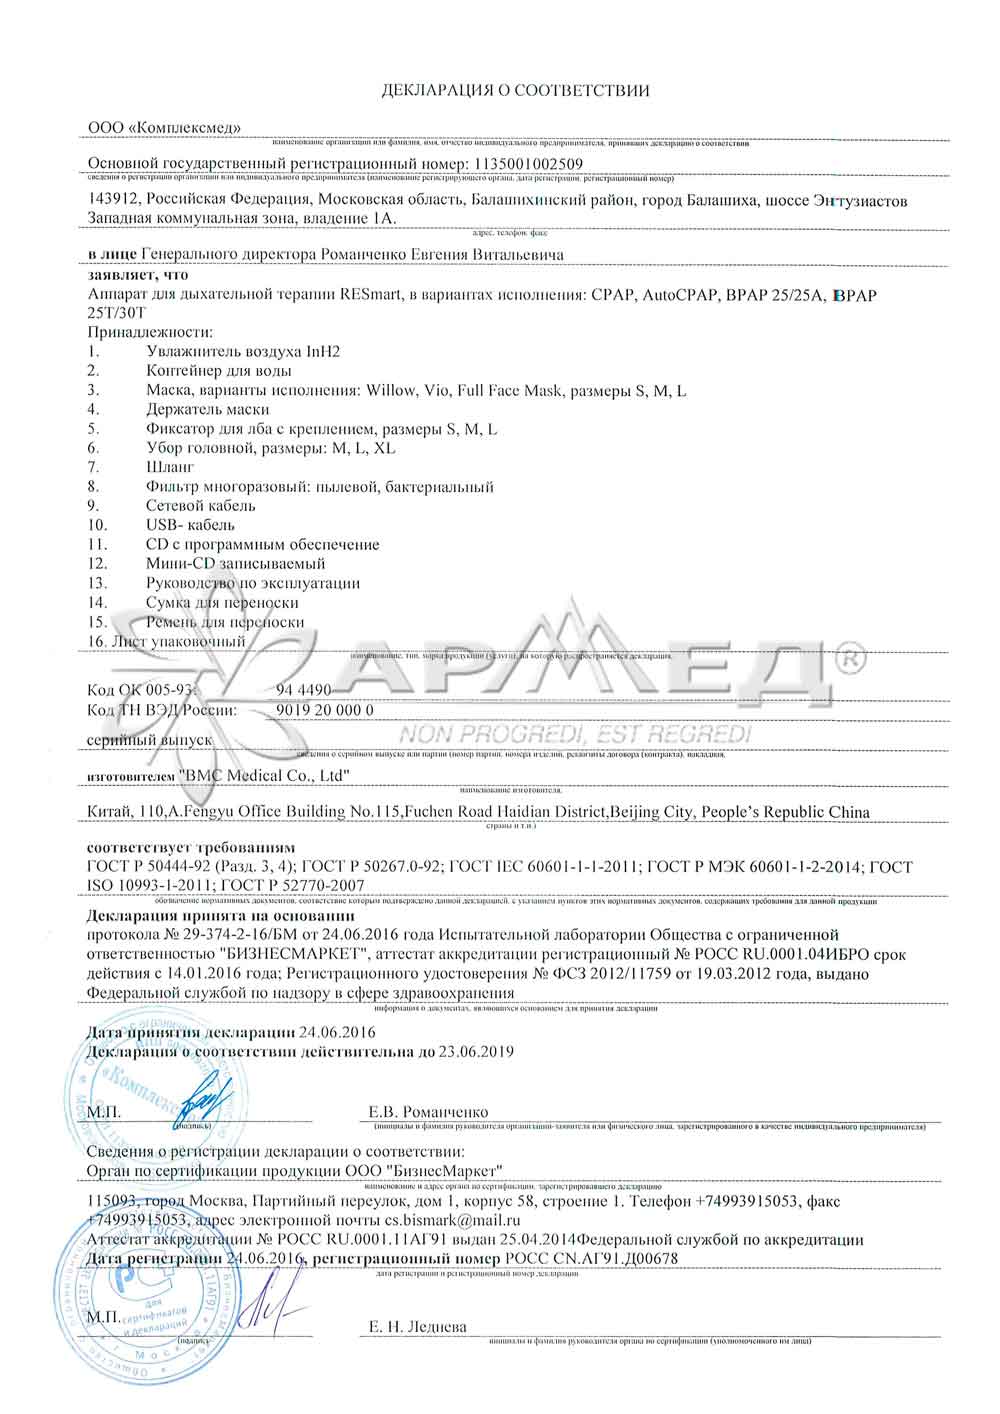 ДЕКЛАРАЦИЯ О СООТВЕТСТВИИ
ООО «Комплексмед»
наименование организации или фамилия, имя, отчество индивидуального предпринимателя, принявших декларацию о соответствии
Основной государственный регистрационный номер: 1135001002509
сведения о регистрации организации или индивидуального предпринимателя (наименование регистрирующего органа, дата регистрации, регистрационный номер)
143912, Российская Федерация, Московская область, Балашихинский район, город Балашиха, шоссе Энтузиастов
Западная коммунальная зона, владение 1А.
адрес, телефон, факс
в лице Генерального директора Романченко Евгения Витальевича
заявляет, что
Аппарат для дыхательной терапии RESmart, в вариантах исполнения: CPAP, AutoCPAP, BPAP 25/25A, BPAP
25T/30T
Принадлежности:
1. Увлажнитель воздуха InH2
2. Контейнер для воды
3. Маска, варианты исполнения: Willow, Vio, Full Face Mask, размеры S, M, L
4. Держатель маски
5. Фиксатор для лба с креплением, размеры S, M, L
6. Убор головной, размеры: M, L, XL
7. Шланг
8. Фильтр многоразовый: пылевой, бактериальный
9. Сетевой кабель
10. USB- кабель
11. CD с программным обеспечение
12. Мини-CD записываемый
13. Руководство по эксплуатации
14. Сумка для переноски
15. Ремень для переноски
16. Лист упаковочный
наименование, тип, марка продукции (услуги), на которую распространяется декларация,
АРМЕД®
Код ОК 005-93: 94 4490
Код ТН ВЭД России: 9019 20 000 0
NON PROGREDI, EST REGREDI
серийный выпуск
сведения о серийном выпуске или партии (номер партии, номера изделий, реквизиты договора (контракта), накладная,
изготовителем "BMC Medical Co., Ltd"
наименование изготовителя,
Китай, 110,A.Fengyu Office Building No.115,Fuchen Road Haidian District,Beijing City, People’s Republic China
страны и т.п.)
соответствует требованиям
ГОСТ Р 50444-92 (Разд. 3, 4); ГОСТ Р 50267.0-92; ГОСТ IEC 60601-1-1-2011; ГОСТ Р МЭК 60601-1-2-2014; ГОСТ
ISO 10993-1-2011; ГОСТ Р 52770-2007
обозначение нормативных документов, соответствие которым подтверждено данной декларацией, с указанием пунктов этих нормативных документов, содержащих требования для данной продукции
Декларация принята на основании
протокола № 29-374-2-16/БМ от 24.06.2016 года Испытательной лаборатории Общества с ограниченной
ответственностью "БИЗНЕСМАРКЕТ", аттестат аккредитации регистрационный № РОСС RU.0001.04ИБРО срок
действия с 14.01.2016 года; Регистрационного удостоверения № ФСЗ 2012/11759 от 19.03.2012 года, выдано
Федеральной службой по надзору в сфере здравоохранения
информация о документах, являющихся основанием для принятия декларации
Дата принятия декларации 24.06.2016
Декларация о соответствии действительна до 23.06.2019
«Комплексмед»
М.П. Е.В. Романченко
(подпись) (инициалы и фамилия руководителя организации-заявителя или физического лица, зарегистрированного в качестве индивидуального предпринимателя)
Сведения о регистрации декларации о соответствии:
Орган по сертификации продукции ООО "БизнесМаркет"
наименование и адрес органа по сертификации, зарегистрировавшего декларацию
115093, город Москва, Партийный переулок, дом 1, корпус 58, строение 1. Телефон +74993915053, факс
+74993915053, адрес электронной почты cs.bismark@mail.ru
Аттестат аккредитации № РОСС RU.0001.11АГ91 выдан 25.04.2014Федеральной службой по аккредитации
Дата регистрации 24.06.2016, регистрационный номер РОСС CN.АГ91.Д00678
дата регистрации и регистрационный номер декларации
для
сертификатов
и деклараций
г. Москва
М.П. Е. Н. Леднева
(подпись) инициалы и фамилия руководителя органа по сертификации (уполномоченного им лица)